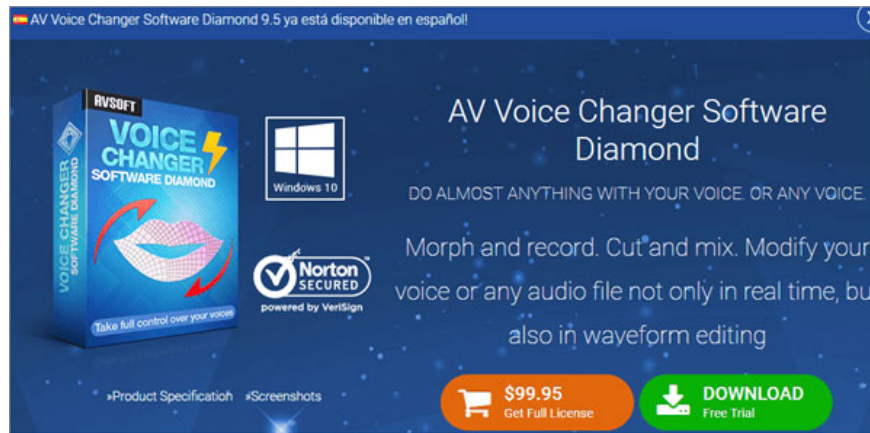 AV Voice Changer Software Diamond 9.5 ya está disponible en español!
AVSOFT
VOICE
CHANGER
SOFTWARE DIAMOND
VOICE CHANGER
SOFTWARE DIAMOND
Take full control over your voices
Windows 10
Norton
SECURED
powered by VeriSign
»Product Specification »Screenshots
AV Voice Changer Software
Diamond
DO ALMOST ANYTHING WITH YOUR VOICE. OR ANY VOICE.
Morph and record. Cut and mix. Modify your
voice or any audio file not only in real time, bu
also in waveform editing
$99.95
Get Full License
DOWNLOAD
Free Trial